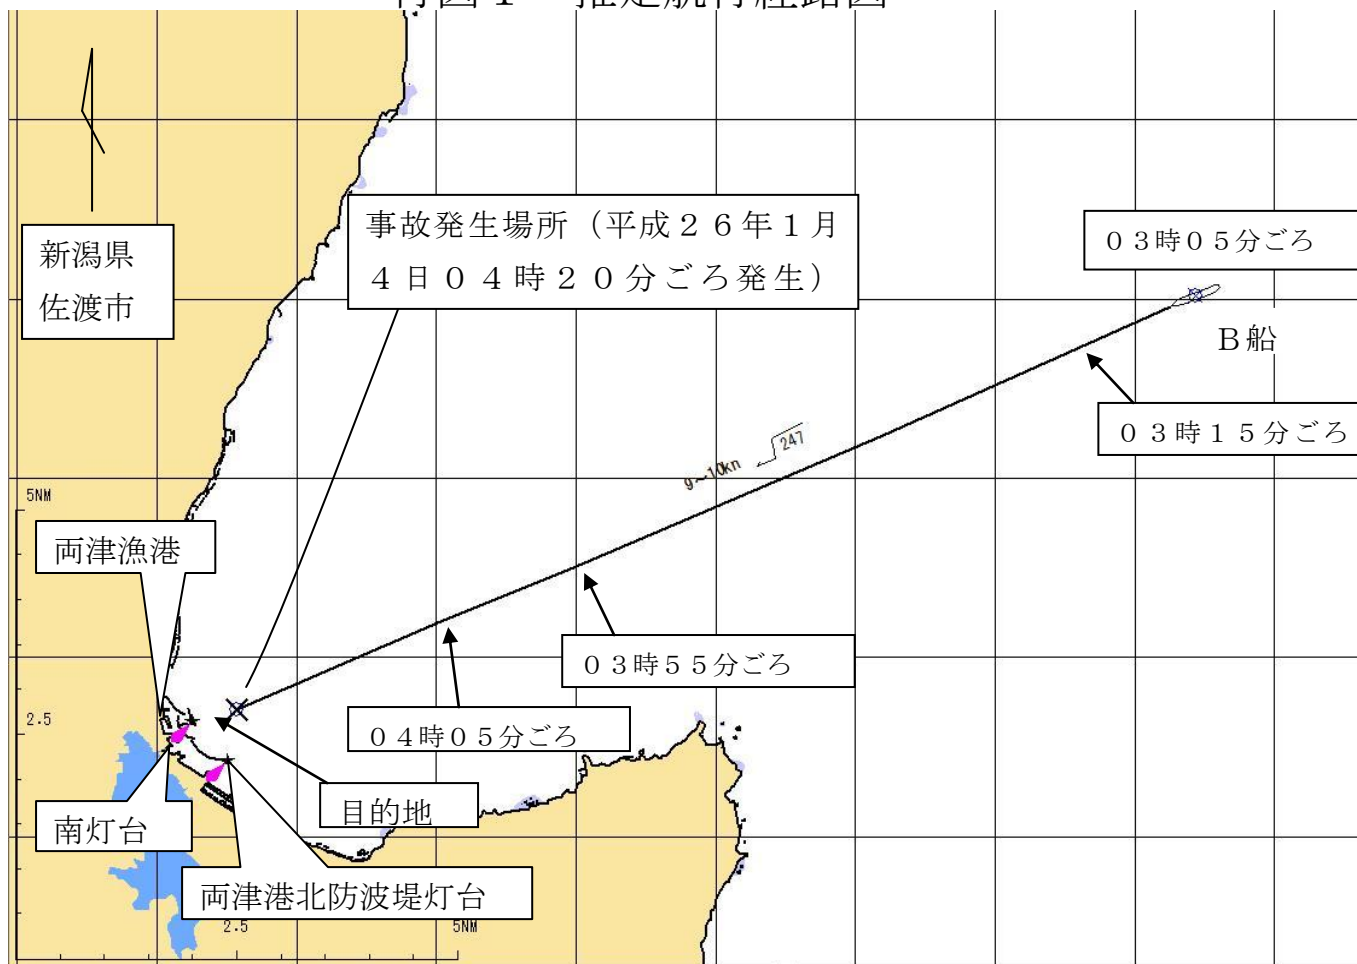 付図１　推定航行経路図
事故発生場所（平成２６年１月
４日０４時２０分ごろ発生）
０３時０５分ごろ
新潟県
佐渡市
Ｂ船
０３時１５分ごろ
247
9～10kn
5NM
両津漁港
０３時５５分ごろ
2.5
０４時０５分ごろ
目的地
南灯台
両津港北防波堤灯台
2.5
5NM